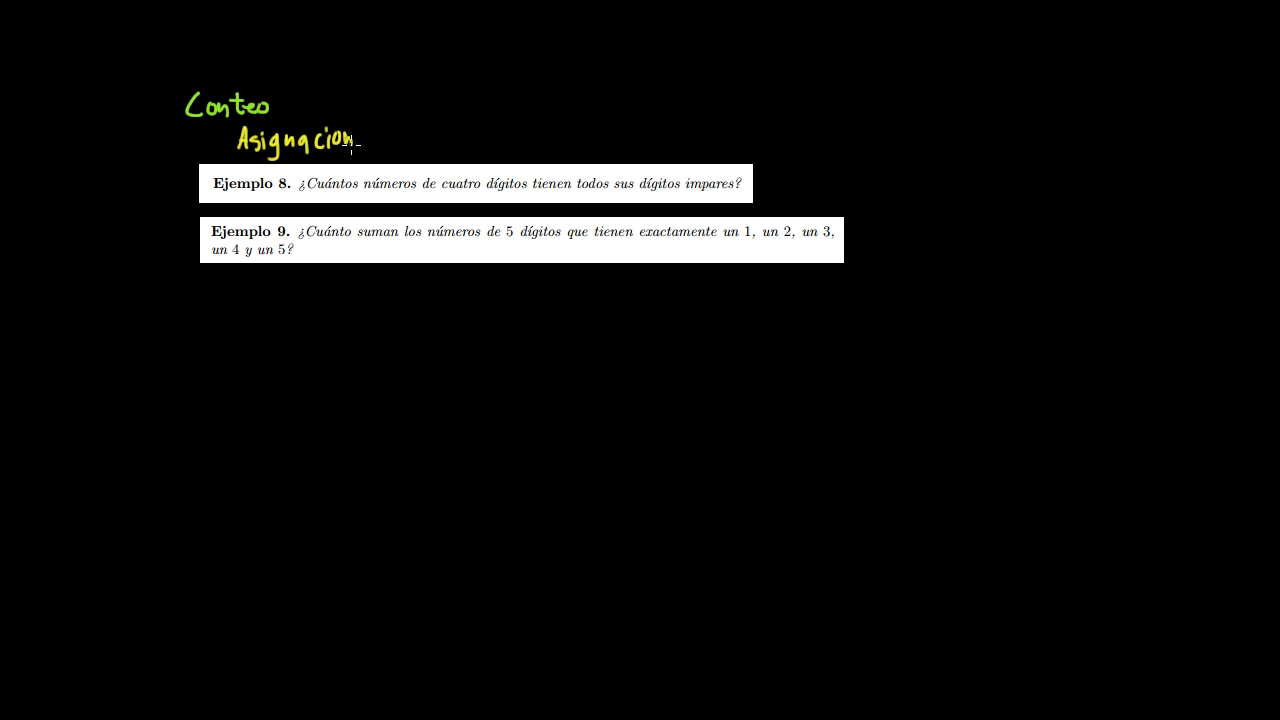 Conteo
Asignacion
Ejemplo 8. ¿Cuántos números de cuatro dígitos tienen todos sus dígitos impares?
Ejemplo 9. ¿Cuánto suman los números de 5 dígitos que tienen exactamente un 1, un 2, un 3,
un 4 y un 5?